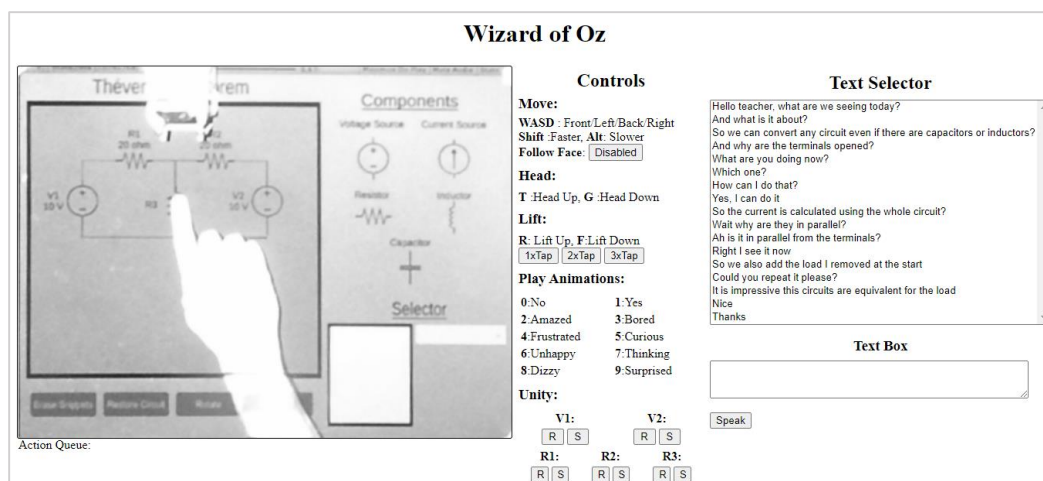 Wizard of Oz
Théven orem
Components
Voltage Source Current Source
R1 R2
20 ohm 20 ohm
V1
10 V
R3
V2
10 V
Resistor Inductor
Capacitor
Selector
Erase Snippets Restore Circuit Rotate
Action Queue:
Controls
Move:
WASD : Front/Left/Back/Right
Shift :Faster, Alt: Slower
Follow Face: Disabled
Head:
T :Head Up, G :Head Down
Lift:
R: Lift Up, F:Lift Down
1xTap 2xTap 3xTap
Play Animations:
0:No 1:Yes
2:Amazed 3:Bored
4:Frustrated 5:Curious
6:Unhappy 7:Thinking
8:Dizzy 9:Surprised
Unity:
V1: V2:
R S R S
R1: R2: R3:
R S R S R S
Text Selector
Hello teacher, what are we seeing today?
And what is it about?
So we can convert any circuit even if there are capacitors or inductors?
And why are the terminals opened?
What are you doing now?
Which one?
How can I do that?
Yes, I can do it
So the current is calculated using the whole circuit?
Wait why are they in parallel?
Ah is it in parallel from the terminals?
Right I see it now
So we also add the load I removed at the start
Could you repeat it please?
It is impressive this circuits are equivalent for the load
Nice
Thanks
Text Box
Speak